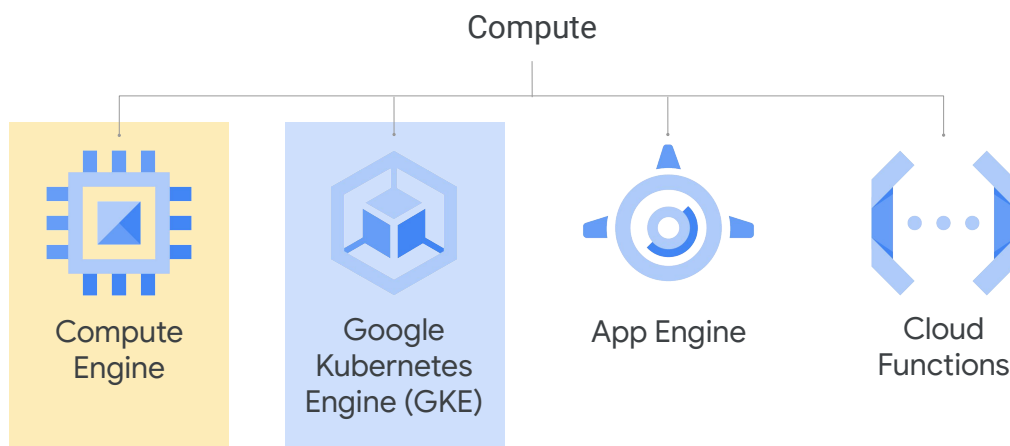 Compute
Compute
Engine
Google
Kubernetes
Engine (GKE)
App Engine
Cloud
Functions